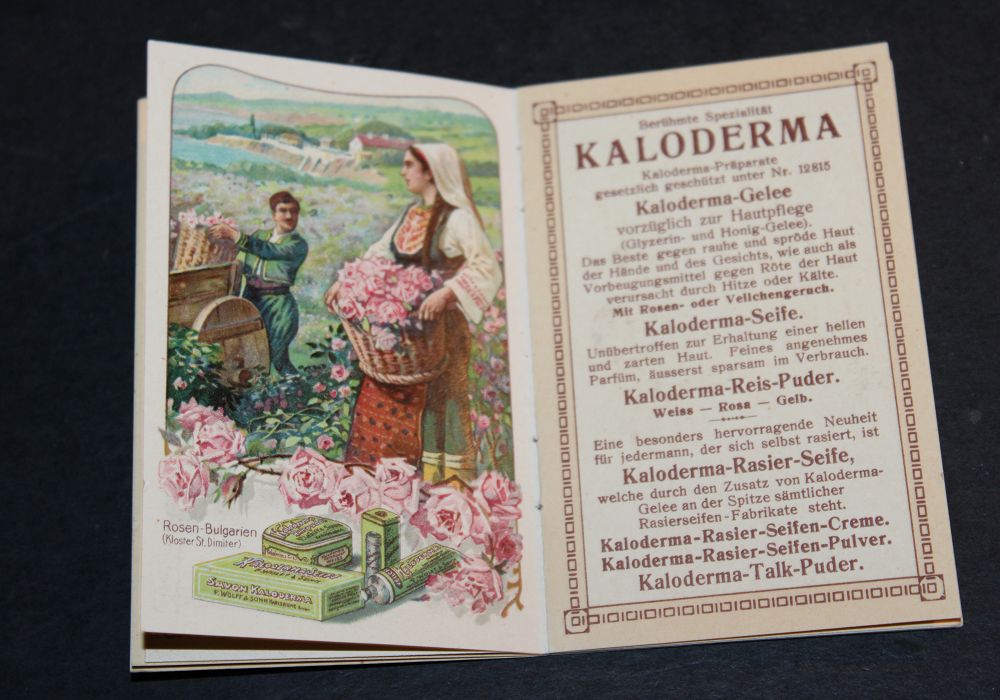 Rosen-Bulgarien
(Kloster St. Dimiter)
SAVON KALODERMA
F. WOLFF & SOHN KARLSRUHE
Berühmte Spezialität
KALODERMA
Kaloderma-Präparate
gesetzlich geschützt unter Nr. 12815
Kaloderma-Gelee
vorzüglich zur Hautpflege
(Glyzerin- und Honig-Gelee).
Das Beste gegen rauhe und spröde Haut
der Hände und des Gesichts, wie auch als
Vorbeugungsmittel gegen Röte der Haut
verursacht durch Hitze oder Kälte.
Mit Rosen- oder Veilchengeruch.
Kaloderma-Seife.
Unübertroffen zur Erhaltung einer hellen
und zarten Haut. Feines angenehmes
Parfüm, äusserst sparsam im Verbrauch.
Kaloderma-Reis-Puder.
Weiss — Rosa — Gelb.
Eine besonders hervorragende Neuheit
für jedermann, der sich selbst rasiert, ist
Kaloderma-Rasier-Seife,
welche durch den Zusatz von Kaloderma-
Gelee an der Spitze sämtlicher
Rasierseifen-Fabrikate steht.
Kaloderma-Rasier-Seifen-Creme.
Kaloderma-Rasier-Seifen-Pulver.
Kaloderma-Talk-Puder.